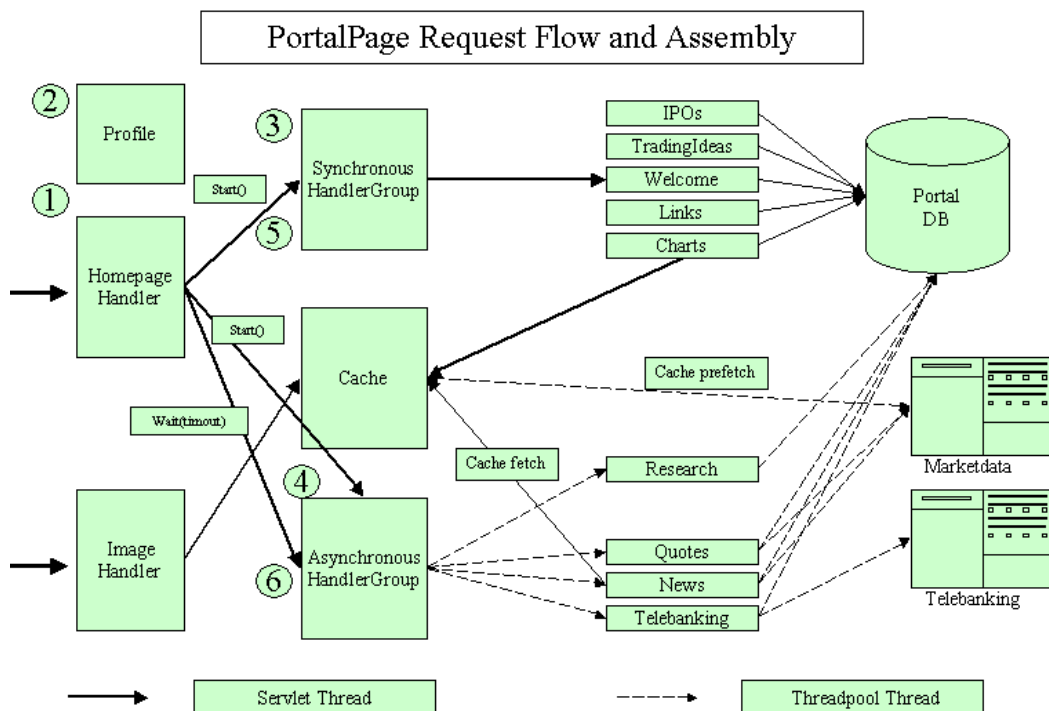 PortalPage Request Flow and Assembly
2
Profile
3
Synchronous
HandlerGroup
IPOs
TradingIdeas
Welcome
Links
Charts
Portal
DB
1
Start()
5
Homepage
Handler
Start()
Cache
Cache prefetch
Wait(timout)
Cache fetch
Research
Marketdata
4
Image
Handler
Asynchronous
HandlerGroup
6
Quotes
News
Telebanking
Telebanking
Servlet Thread
Threadpool Thread